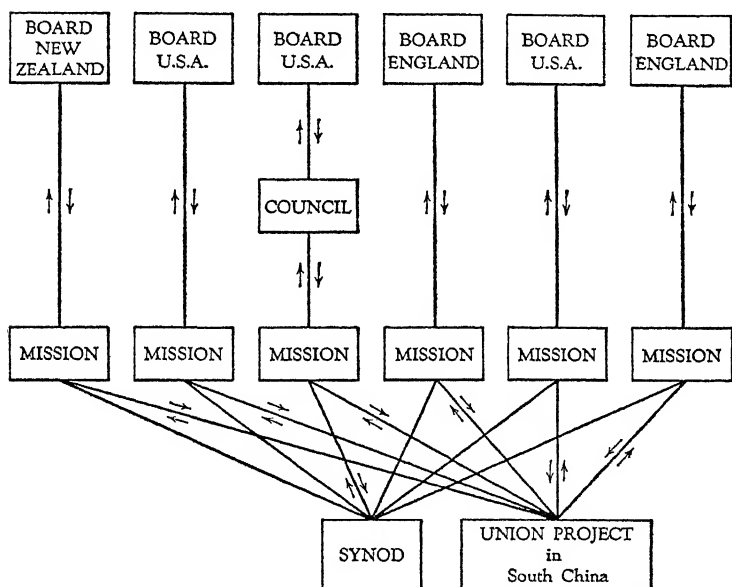 BOARD
NEW
ZEALAND
BOARD
U.S.A.
BOARD
U.S.A.
BOARD
ENGLAND
BOARD
U.S.A.
BOARD
ENGLAND
COUNCIL
MISSION
MISSION
MISSION
MISSION
MISSION
MISSION
SYNOD
UNION PROJECT
in
South China